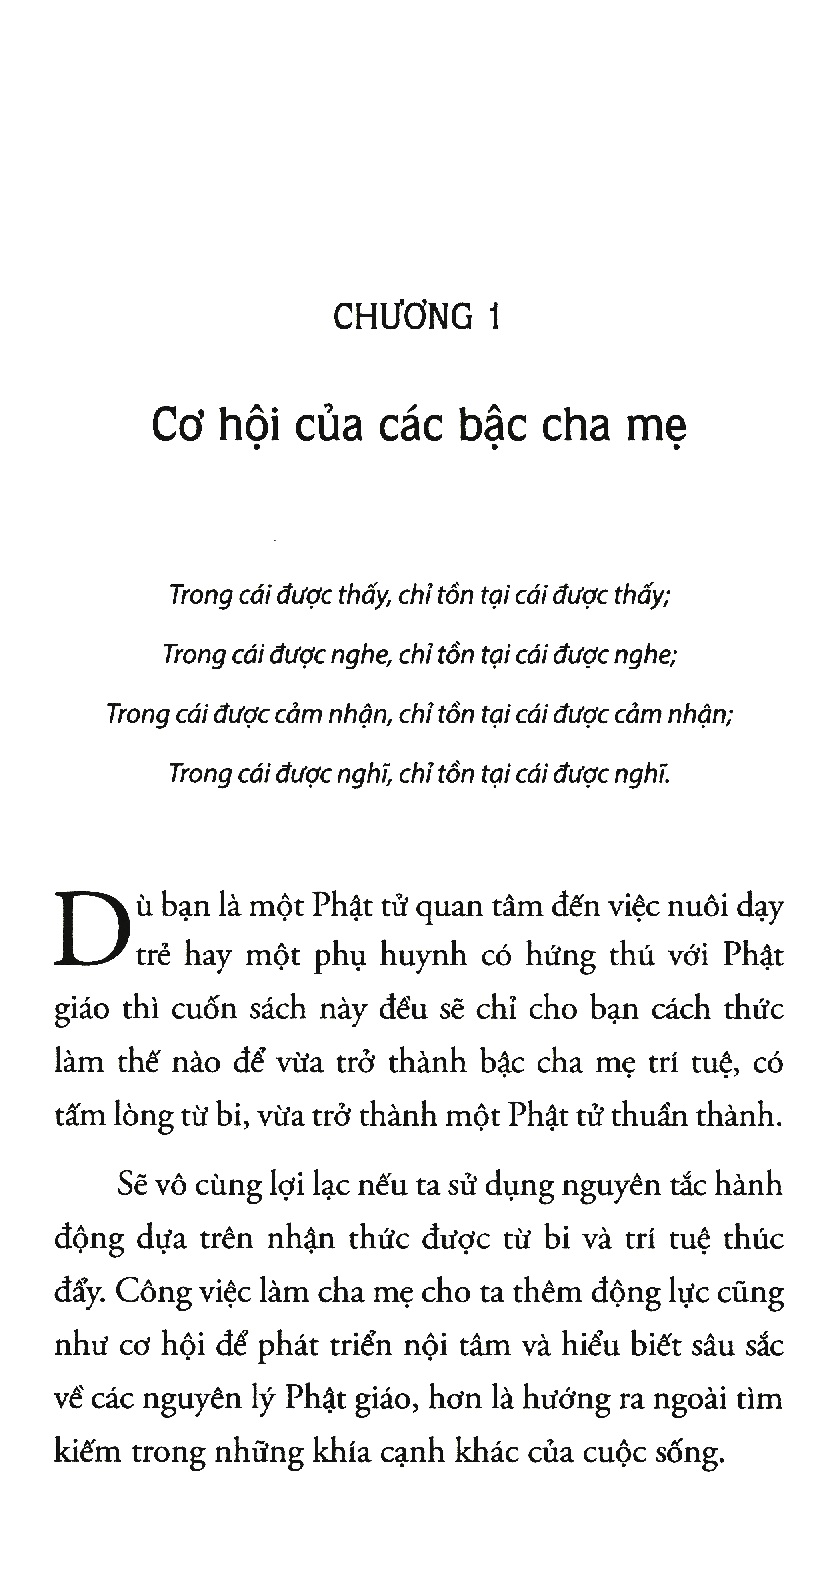 CHƯƠNG 1
Cơ hội của các bậc cha mẹ
Trong cái được thấy, chỉ tồn tại cái được thấy;
Trong cái được nghe, chỉ tồn tại cái được nghe;
Trong cái được cảm nhận, chỉ tồn tại cái được cảm nhận;
Trong cái được nghĩ, chỉ tồn tại cái được nghĩ.
Dù bạn là một Phật tử quan tâm đến việc nuôi dạy
trẻ hay một phụ huynh có hứng thú với Phật
giáo thì cuốn sách này đều sẽ chỉ cho bạn cách thức
làm thế nào để vừa trở thành bậc cha mẹ trí tuệ, có
tấm lòng từ bi, vừa trở thành một Phật tử thuần thành.
Sẽ vô cùng lợi lạc nếu ta sử dụng nguyên tắc hành
động dựa trên nhận thức được từ bi và trí tuệ thúc
đẩy. Công việc làm cha mẹ cho ta thêm động lực cũng
như cơ hội để phát triển nội tâm và hiểu biết sâu sắc
về các nguyên lý Phật giáo, hơn là hướng ra ngoài tìm
kiếm trong những khía cạnh khác của cuộc sống.